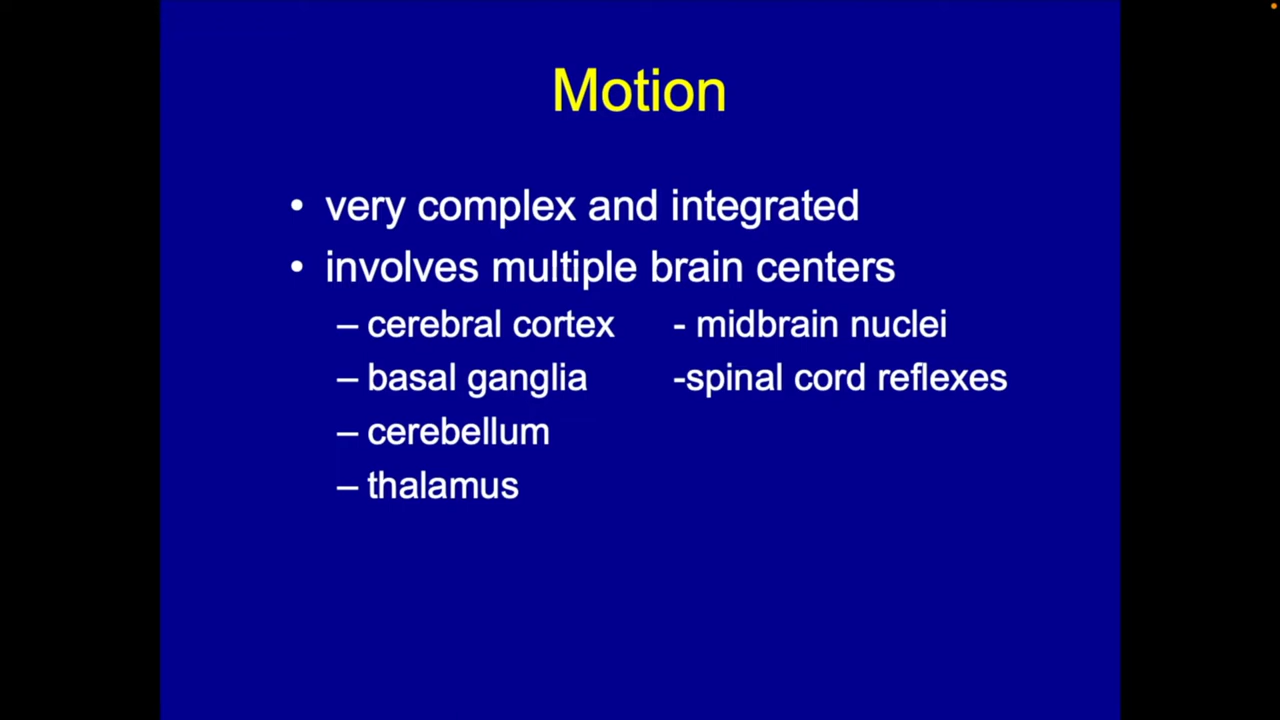 Motion
• very complex and integrated
• involves multiple brain centers
– cerebral cortex - midbrain nuclei
– basal ganglia -spinal cord reflexes
– cerebellum
– thalamus